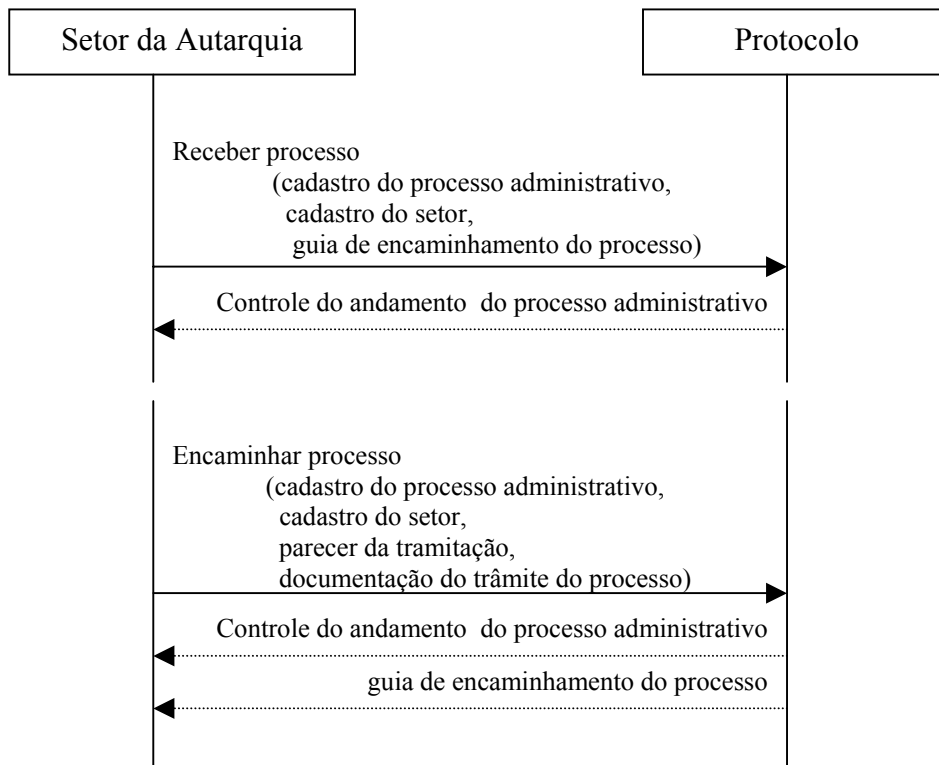 Setor da Autarquia
Protocolo
Receber processo
(cadastro do processo administrativo,
cadastro do setor,
guia de encaminhamento do processo)
Controle do andamento  do processo administrativo
Encaminhar processo
(cadastro do processo administrativo,
cadastro do setor,
parecer da tramitação,
documentação do trâmite do processo)
Controle do andamento  do processo administrativo
guia de encaminhamento do processo